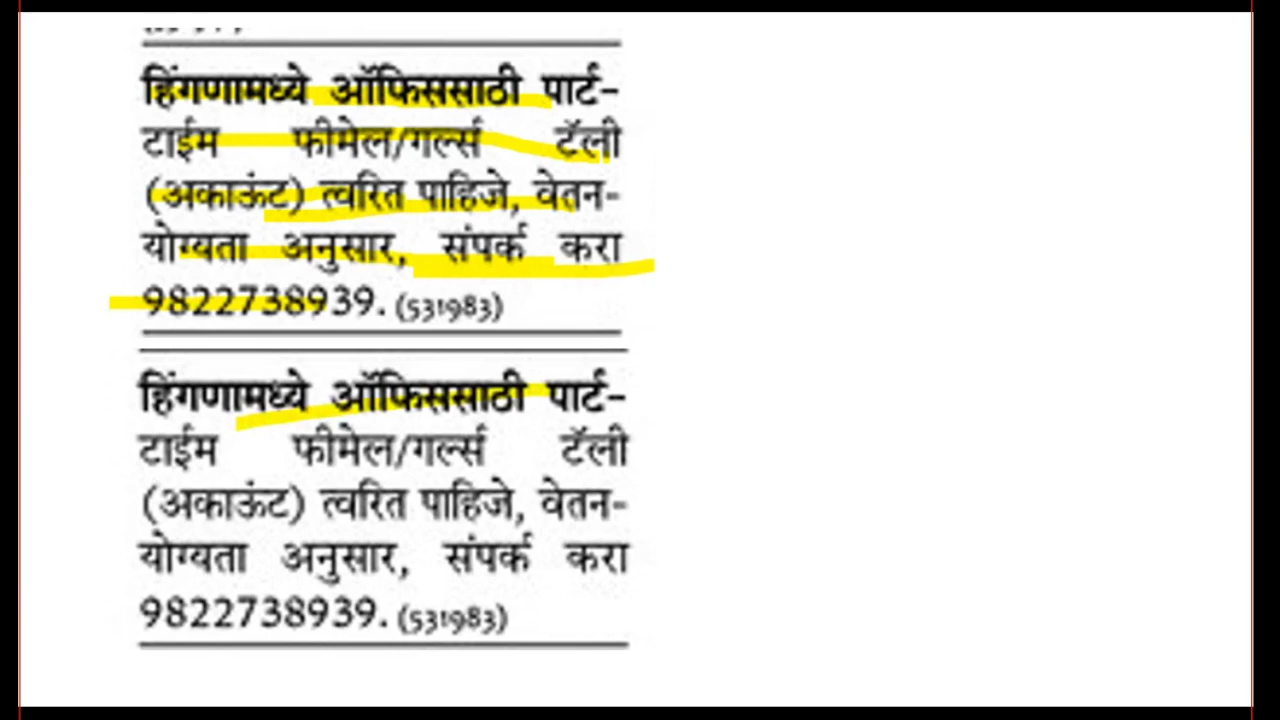 हिंगणामध्ये ऑफिससाठी पार्ट-
टाईम फीमेल/गर्ल्स टॅली
(अकाऊंट) त्वरित पाहिजे, वेतन-
योग्यता अनुसार, संपर्क करा
9822738939. (531983)
हिंगणामध्ये ऑफिससाठी पार्ट-
टाईम फीमेल/गर्ल्स टॅली
(अकाऊंट) त्वरित पाहिजे, वेतन-
योग्यता अनुसार, संपर्क करा
9822738939. (531983)